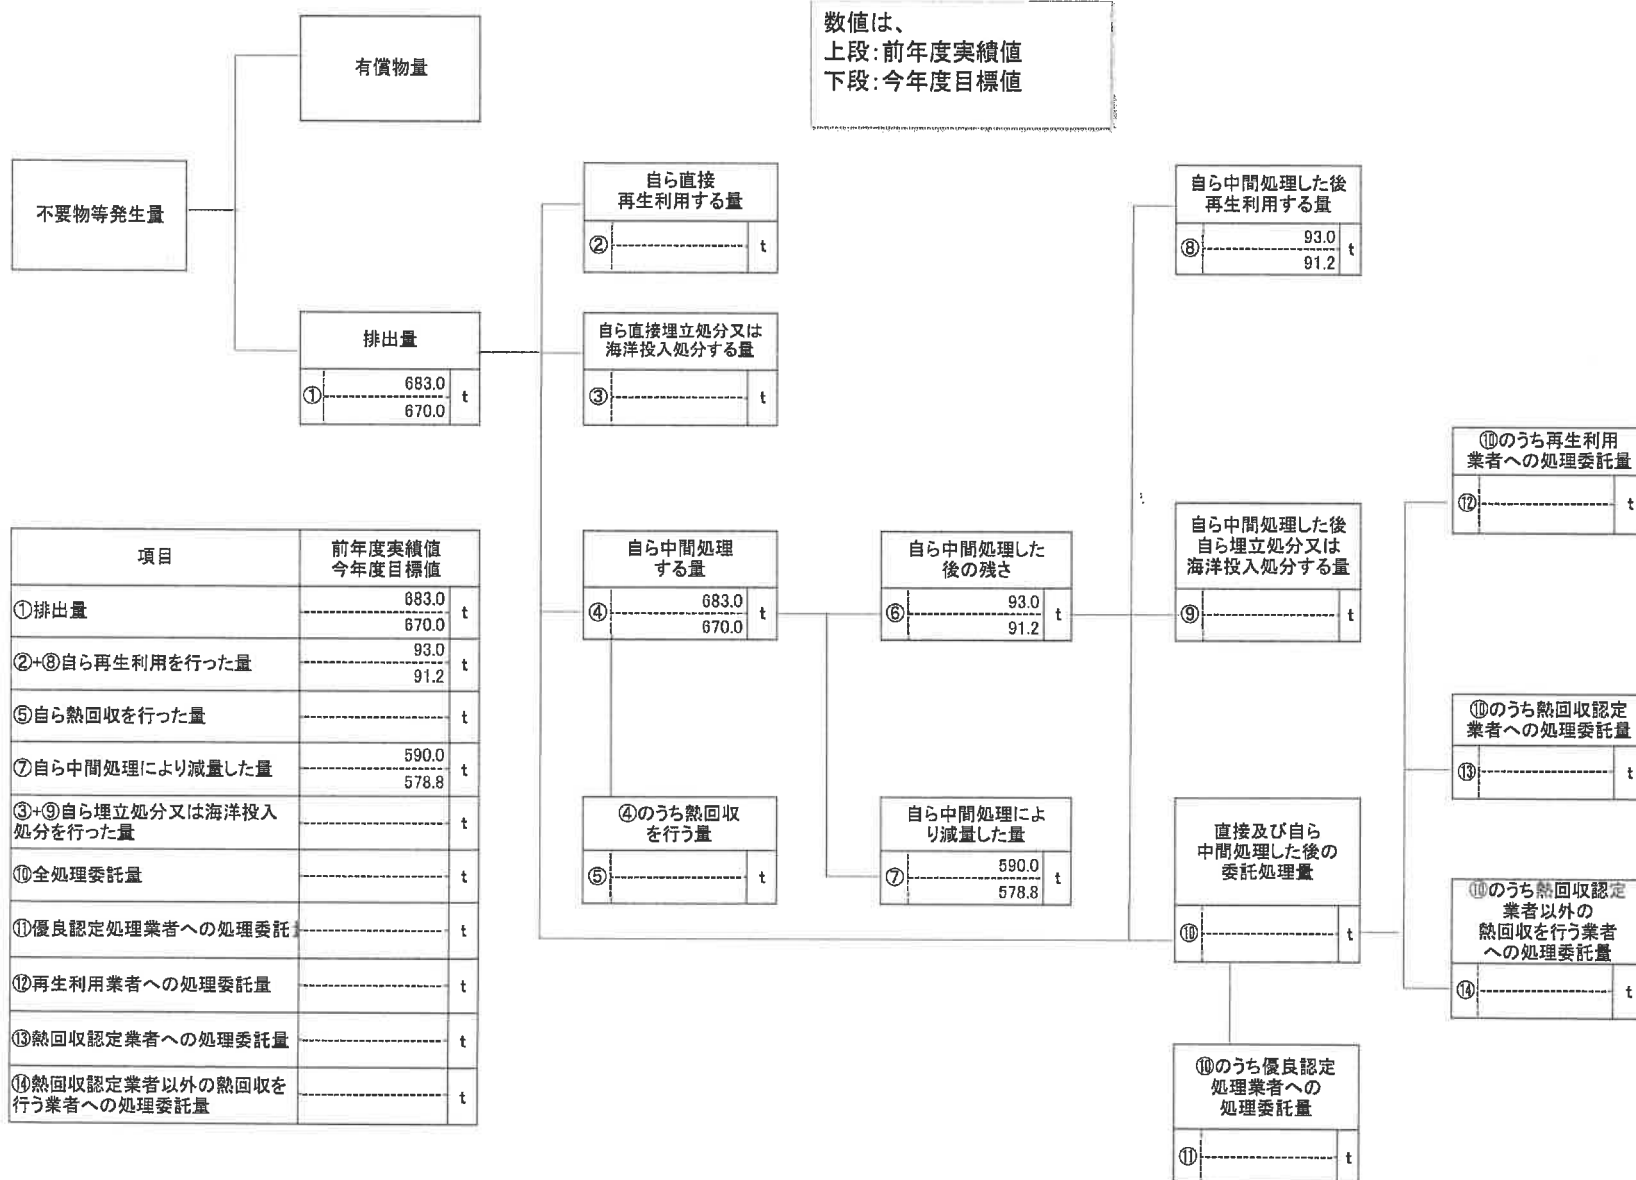 数値は、
上段:前年度実績値
下段:今年度目標値
有償物量
不要物等発生量
排出量
① 683.0 t
670.0
自ら直接
再生利用する量
② t
自ら直接埋立処分又は
海洋投入処分する量
③ t
自ら中間処理
する量
④ 683.0 t
670.0
④のうち熱回収
を行う量
⑤ t
自ら中間処理した
後の残さ
⑥ 93.0 t
91.2
自ら中間処理によ
り減量した量
⑦ 590.0 t
578.8
自ら中間処理した後
再生利用する量
⑧ 93.0 t
91.2
自ら中間処理した後
自ら埋立処分又は
海洋投入処分する量
⑨ t
直接及び自ら
中間処理した後の
委託処理量
⑩ t
⑩のうち優良認定
処理業者への
処理委託量
⑪ t
⑩のうち再生利用
業者への処理委託量
⑫ t
⑩のうち熱回収認定
業者への処理委託量
⑬ t
⑩のうち熱回収認定
業者以外の
熱回収を行う業者
への処理委託量
⑭ t
項目 前年度実績値
今年度目標値
①排出量 683.0 t
670.0
②+⑧自ら再生利用を行った量 93.0 t
91.2
⑤自ら熱回収を行った量 t
⑦自ら中間処理により減量した量 590.0 t
578.8
③+⑨自ら埋立処分又は海洋投入
処分を行った量 t
⑩全処理委託量 t
⑪優良認定処理業者への処理委託 t
⑫再生利用業者への処理委託量 t
⑬熱回収認定業者への処理委託量 t
⑭熱回収認定業者以外の熱回収を
行う業者への処理委託量 t